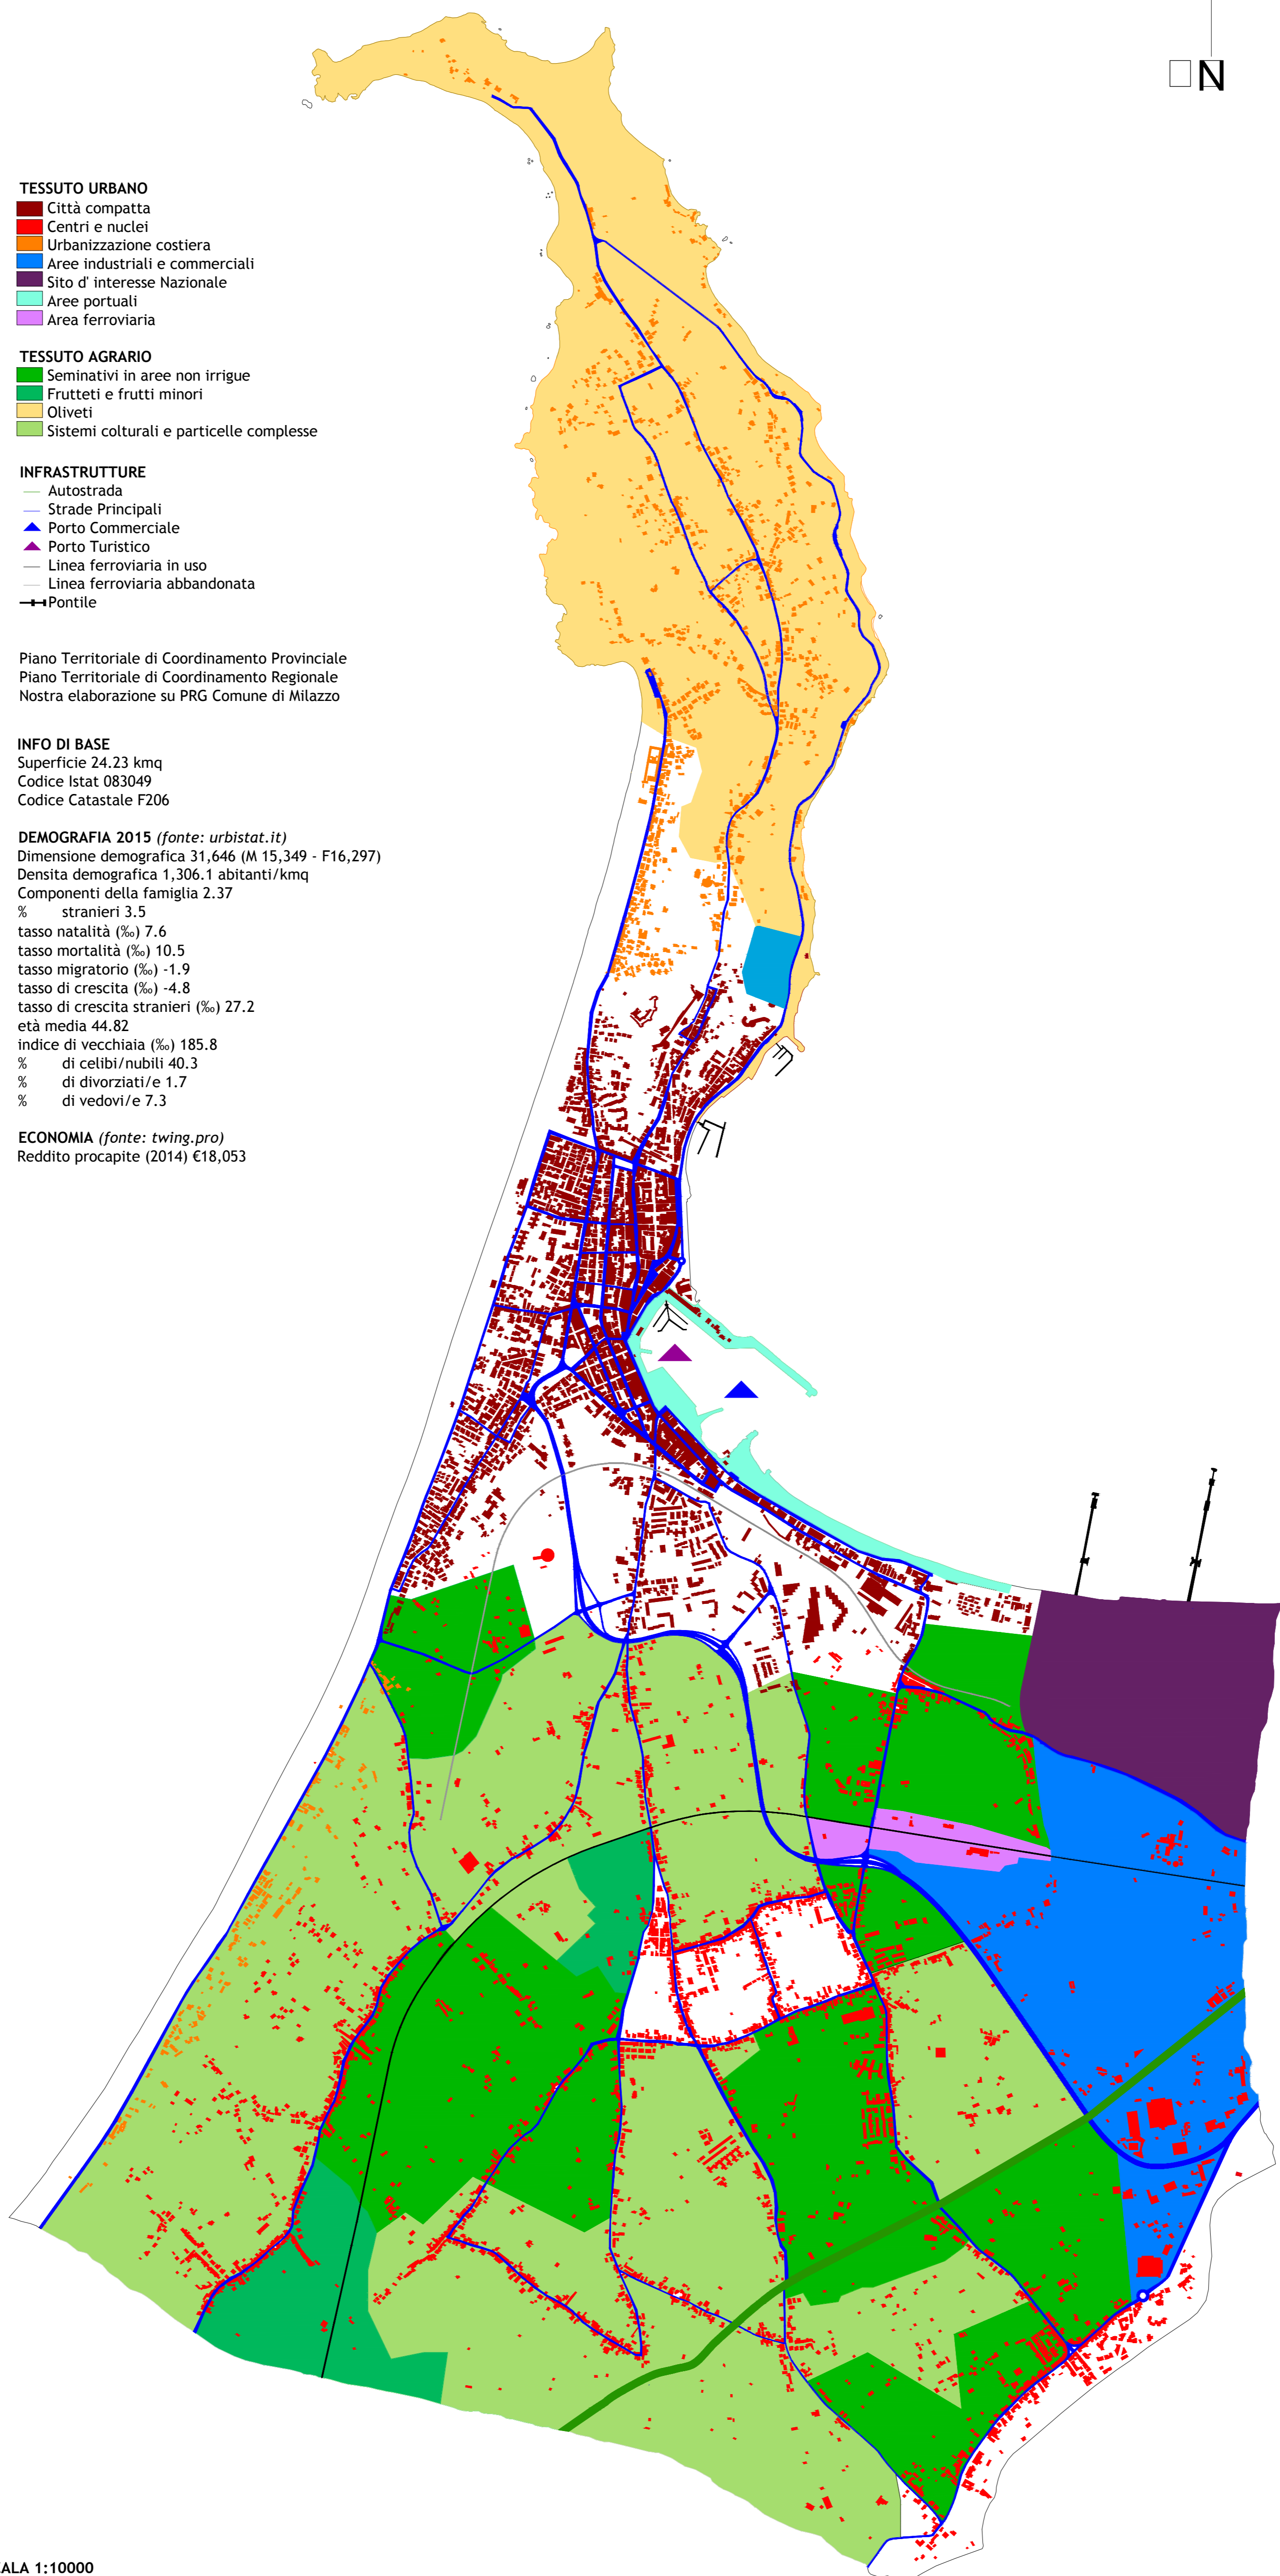 N
TESSUTO URBANO
Città compatta
Centri e nuclei
Urbanizzazione costiera
Aree industriali e commerciali
Sito d' interesse Nazionale
Aree portuali
Area ferroviaria
TESSUTO AGRARIO
Seminativi in aree non irrigue
Frutteti e frutti minori
Oliveti
Sistemi colturali e particelle complesse
INFRASTRUTTURE
Autostrada
Strade Principali
Porto Commerciale
Porto Turistico
Linea ferroviaria in uso
Linea ferroviaria abbandonata
Pontile
Piano Territoriale di Coordinamento Provinciale
Piano Territoriale di Coordinamento Regionale
Nostra elaborazione su PRG Comune di Milazzo
INFO DI BASE
Superficie 24.23 kmq
Codice Istat 083049
Codice Catastale F206
DEMOGRAFIA 2015 (fonte: urbistat.it)
Dimensione demografica 31,646 (M 15,349 - F16,297)
Densita demografica 1,306.1 abitanti/kmq
Componenti della famiglia 2.37
% stranieri 3.5
tasso natalità (‰) 7.6
tasso mortalità (‰) 10.5
tasso migratorio (‰) -1.9
tasso di crescita (‰) -4.8
tasso di crescita stranieri (‰) 27.2
età media 44.82
indice di vecchiaia (‰) 185.8
% di celibi/nubili 40.3
% di divorziati/e 1.7
% di vedovi/e 7.3
ECONOMIA (fonte: twing.pro)
Reddito procapite (2014) €18,053
ALA 1:10000